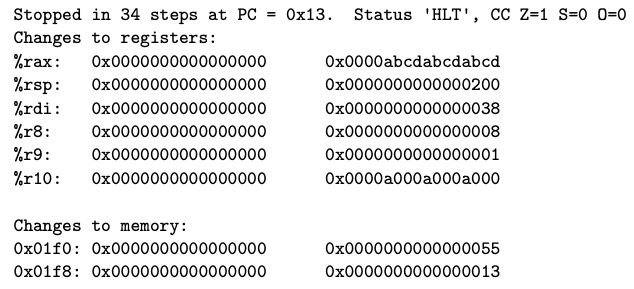 Stopped in 34 steps at PC = 0x13.  Status 'HLT', CC Z=1 S=0 O=0
Changes to registers:
%rax:   0x0000000000000000      0x0000abcdabcdabcd
%rsp:   0x0000000000000000      0x0000000000000200
%rdi:   0x0000000000000000      0x0000000000000038
%r8:    0x0000000000000000      0x0000000000000008
%r9:    0x0000000000000000      0x0000000000000001
%r10:   0x0000000000000000      0x0000a000a000a000

Changes to memory:
0x01f0: 0x0000000000000000      0x0000000000000055
0x01f8: 0x0000000000000000      0x0000000000000013